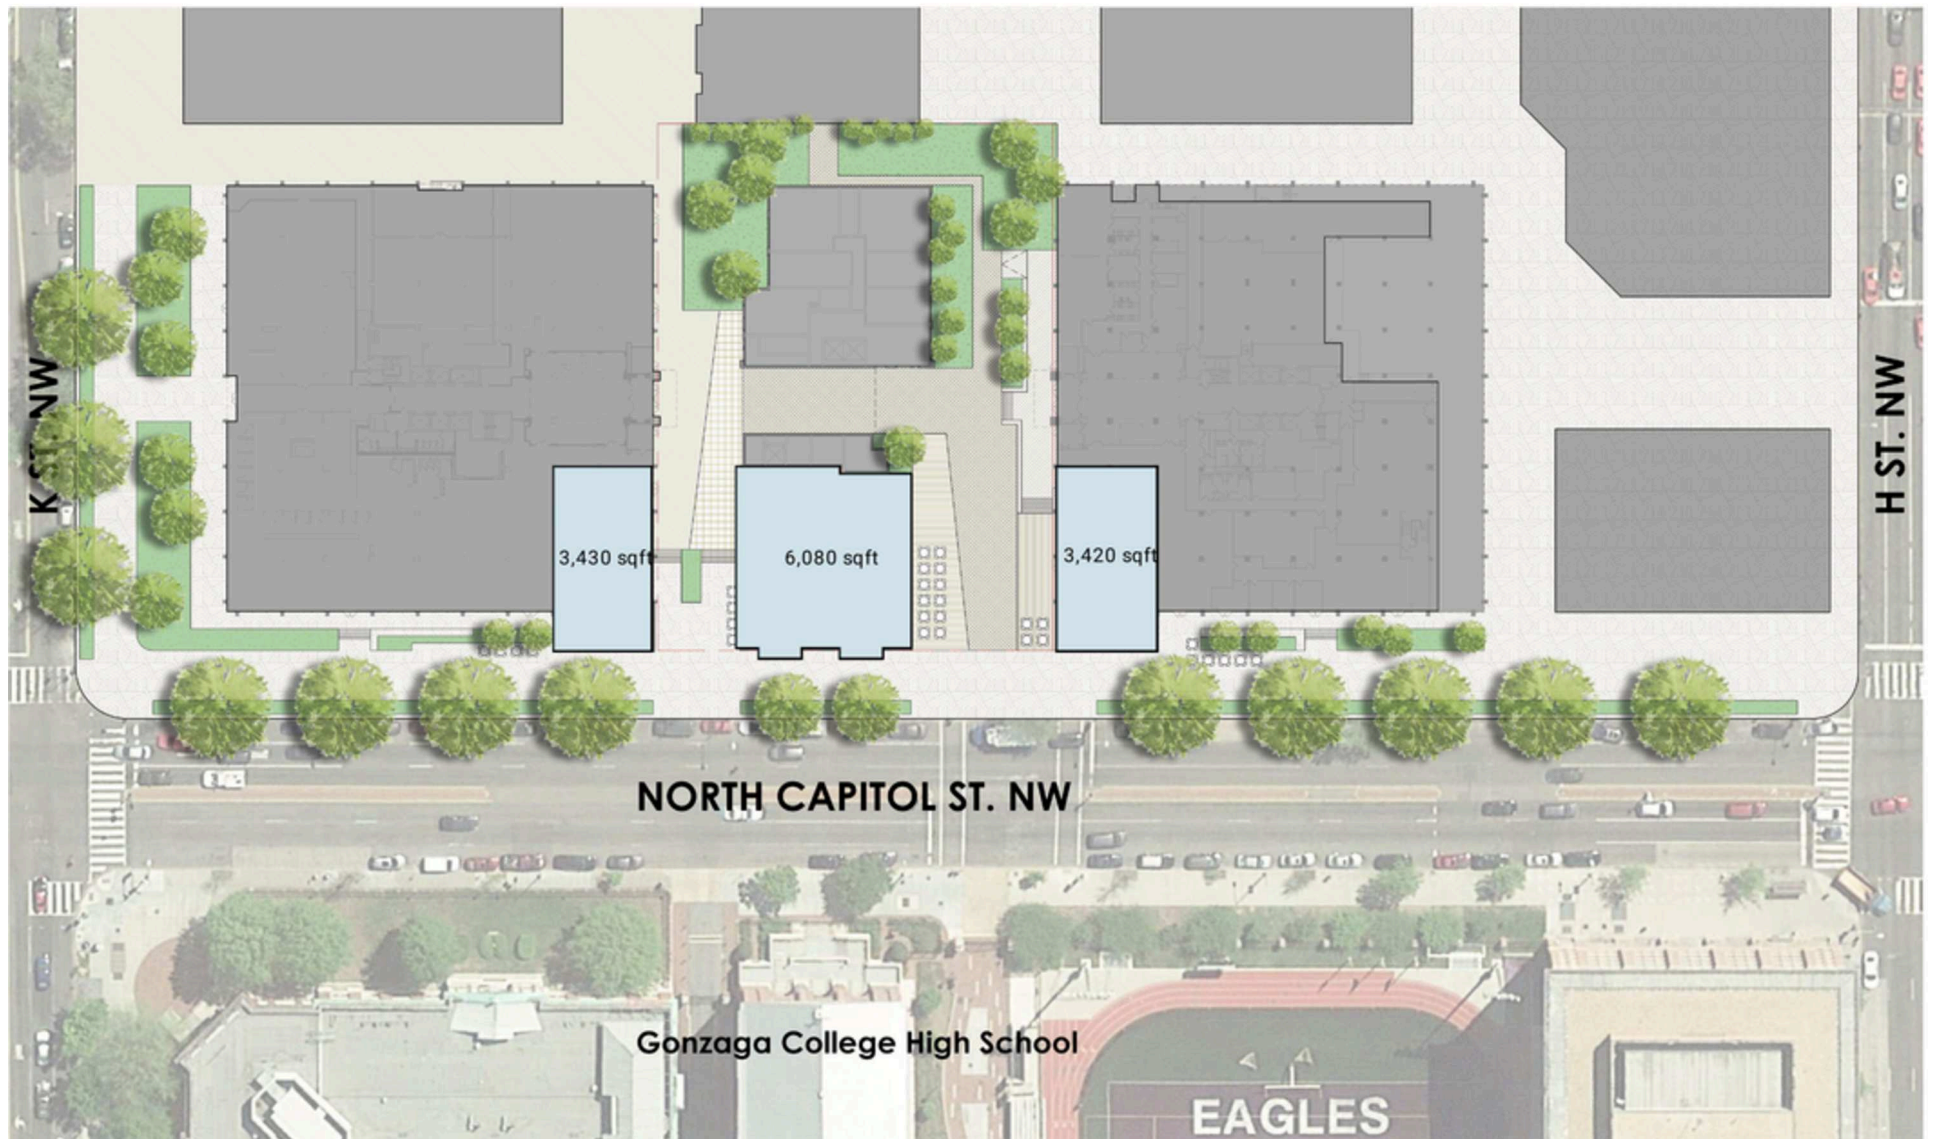 K ST. NW
H ST. NW
3,430 sqft
6,080 sqft
3,420 sqft
NORTH CAPITOL ST. NW
Gonzaga College High School
EAGLES